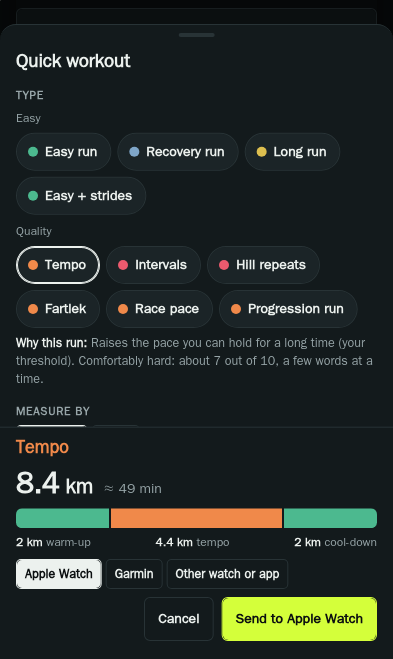 Quick workout
TYPE
Easy
Easy run
Recovery run
Long run
Easy + strides
Quality
Tempo
Intervals
Hill repeats
Fartlek
Race pace
Progression run
Why this run: Raises the pace you can hold for a long time (your
threshold). Comfortably hard: about 7 out of 10, a few words at a
time.
MEASURE BY
Tempo
8.4 km ≈ 49 min
2 km warm-up
4.4 km tempo
2 km cool-down
Apple Watch
Garmin
Other watch or app
Cancel
Send to Apple Watch